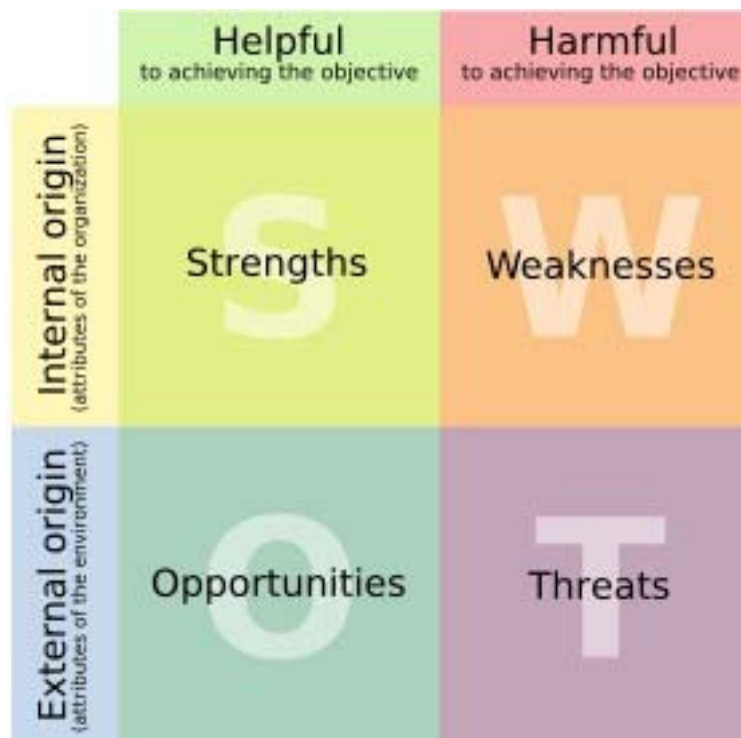 Helpful
to achieving the objective
Harmful
to achieving the objective
Internal origin
(attributes of the organization)
S
Strengths
W
Weaknesses
External origin
(attributes of the environment)
O
Opportunities
T
Threats